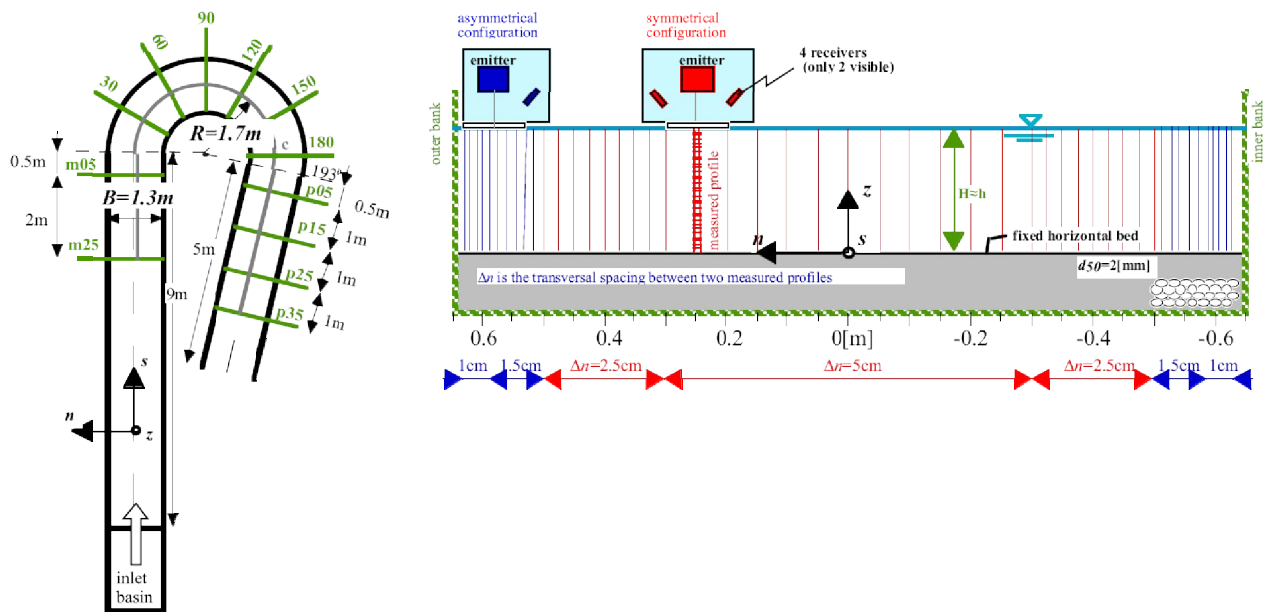 90
60
120
30
150
R=1.7m
c
180
0.5m
m05
193º
p05
0.5m
B=1.3m
2m
p15
1m
m25
5m
p25
1m
9m
p35
1m
s
n
z
inlet
basin
asymmetrical
configuration
symmetrical
configuration
emitter
emitter
4 receivers
(only 2 visible)
outer bank
inner bank
measured profile
z
H≈h
n
s
fixed horizontal bed
d50=2[mm]
Δn is the transversal spacing between two measured profiles
0.6
0.4
0.2
0[m]
-0.2
-0.4
-0.6
1cm
1.5cm
Δn=2.5cm
Δn=5cm
Δn=2.5cm
1.5cm
1cm